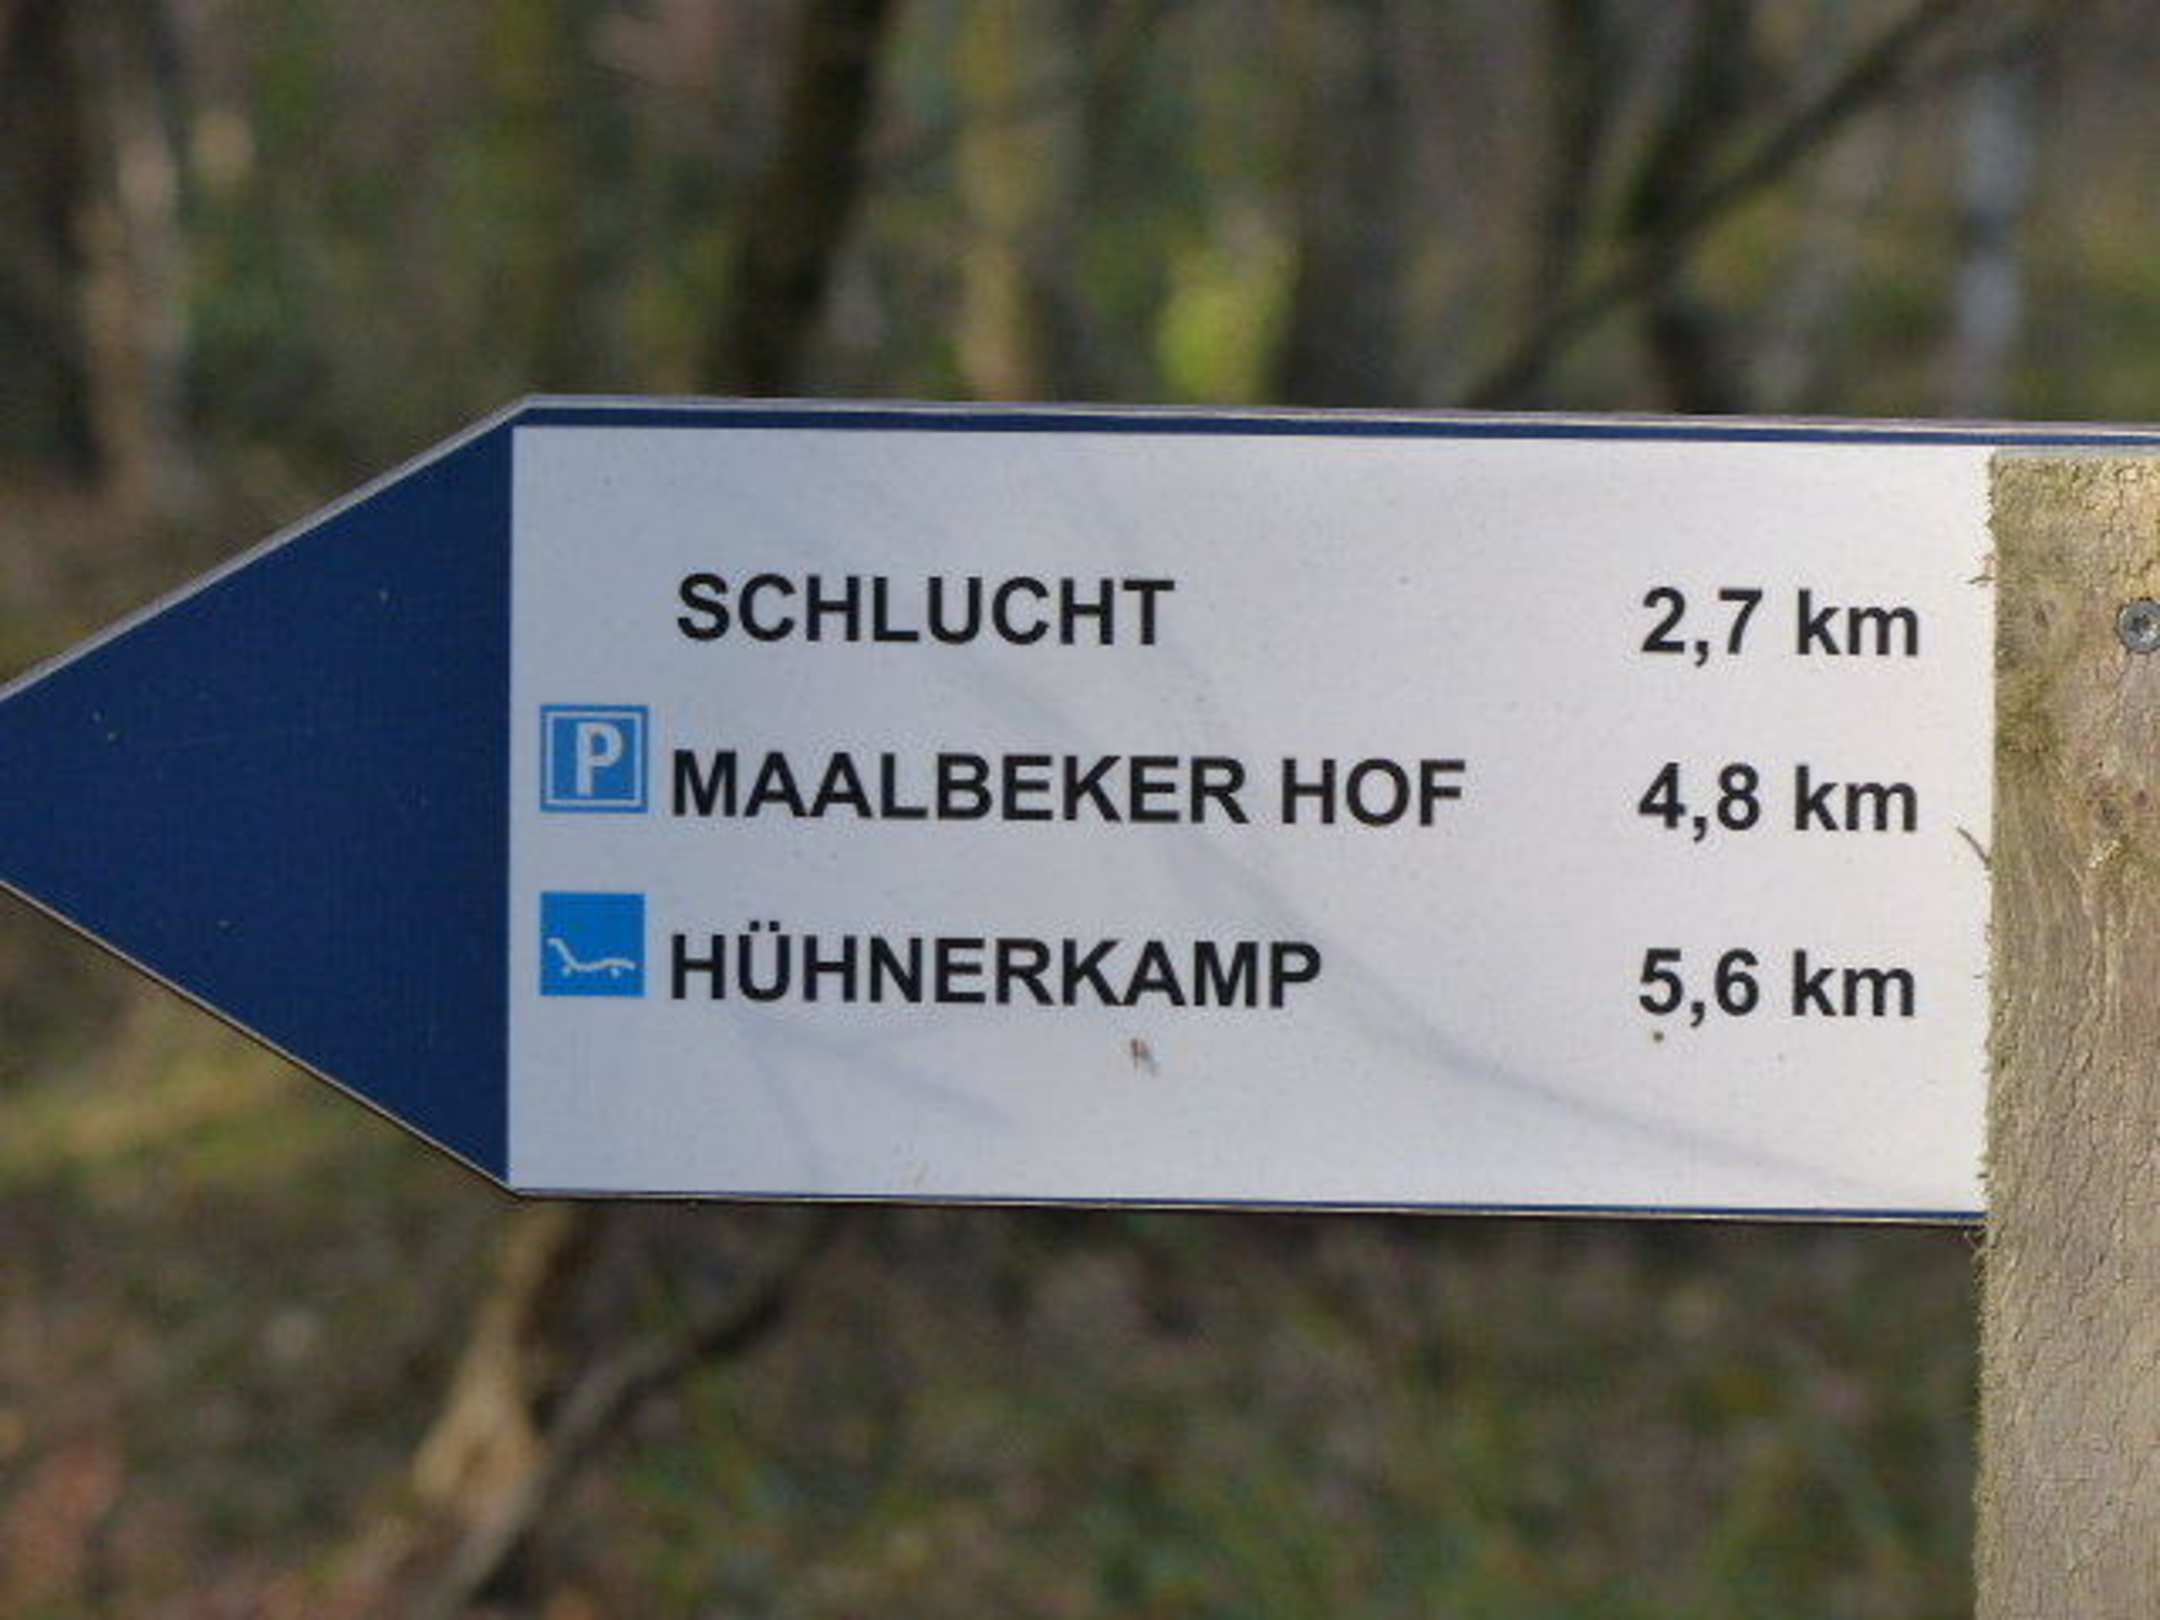 SCHLUCHT 2,7 km
P MAALBEKER HOF 4,8 km
HÜHNERKAMP 5,6 km